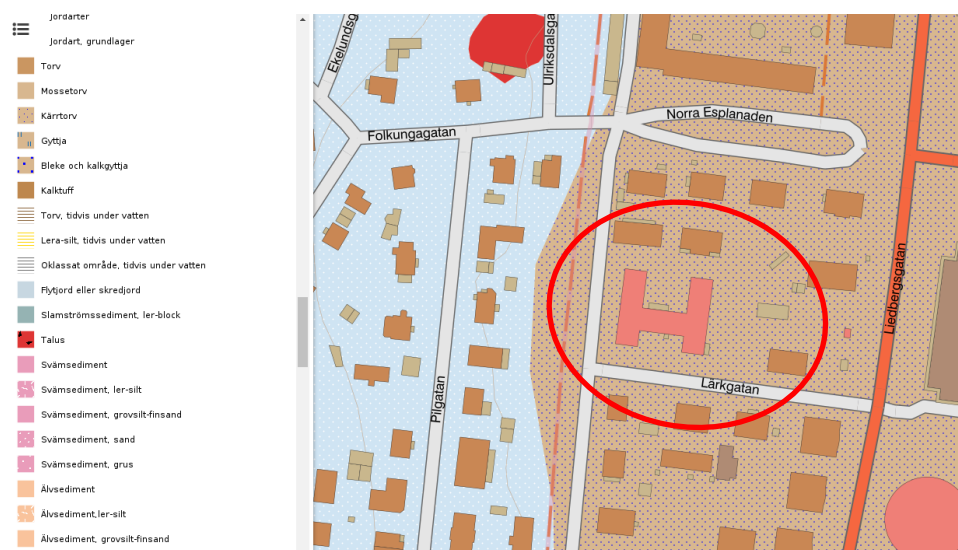 Jordarter
Jordart, grundlager
Torv
Mossetorv
Kärrtorv
Gyttja
Bleke och kalkgyttja
Kalktuff
Torv, tidvis under vatten
Lera-silt, tidvis under vatten
Oklassat område, tidvis under vatten
Flytjord eller skredjord
Slamströmssediment, ler-block
Talus
Svämsediment
Svämsediment, ler-silt
Svämsediment, grovsilt-finsand
Svämsediment, sand
Svämsediment, grus
Älvsediment
Älvsediment,ler-silt
Älvsediment, grovsilt-finsand
Ekelundsg
Ulriksdalsga
Folkungagatan
Norra Esplanaden
Liedbergsgatan
Pilgatan
Lärkgatan